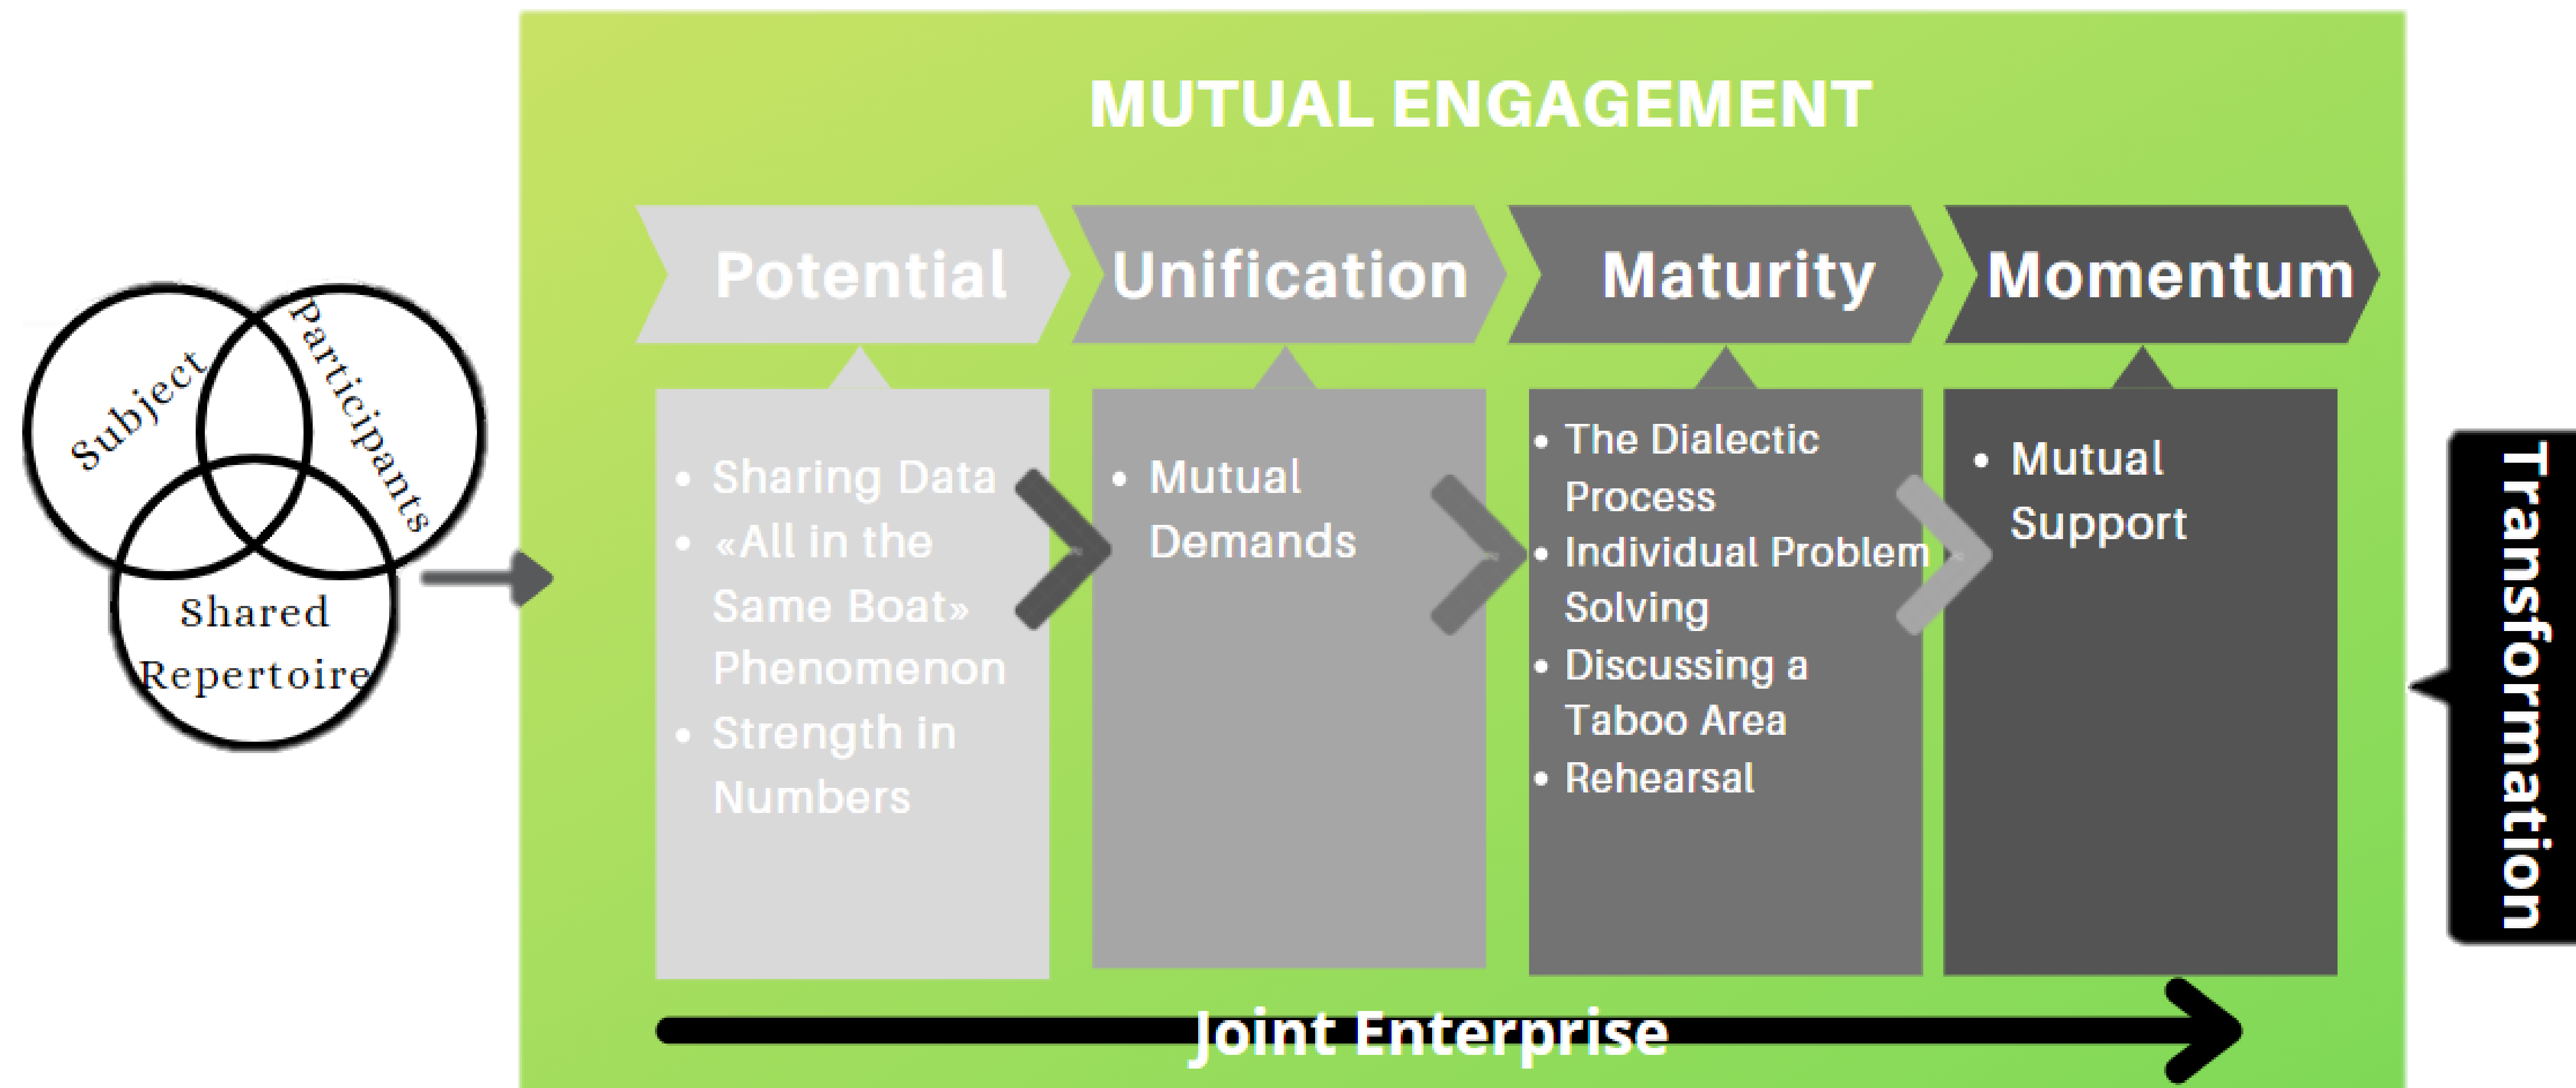 Subject
Participants
Shared
Repertoire
MUTUAL ENGAGEMENT
Potential
Unification
Maturity
Momentum
• Sharing Data
• «All in the
Same Boat»
Phenomenon
• Strength in
Numbers
• Mutual
Demands
• The Dialectic
Process
• Individual Problem
Solving
• Discussing a
Taboo Area
• Rehearsal
• Mutual
Support
Joint Enterprise
Transformation